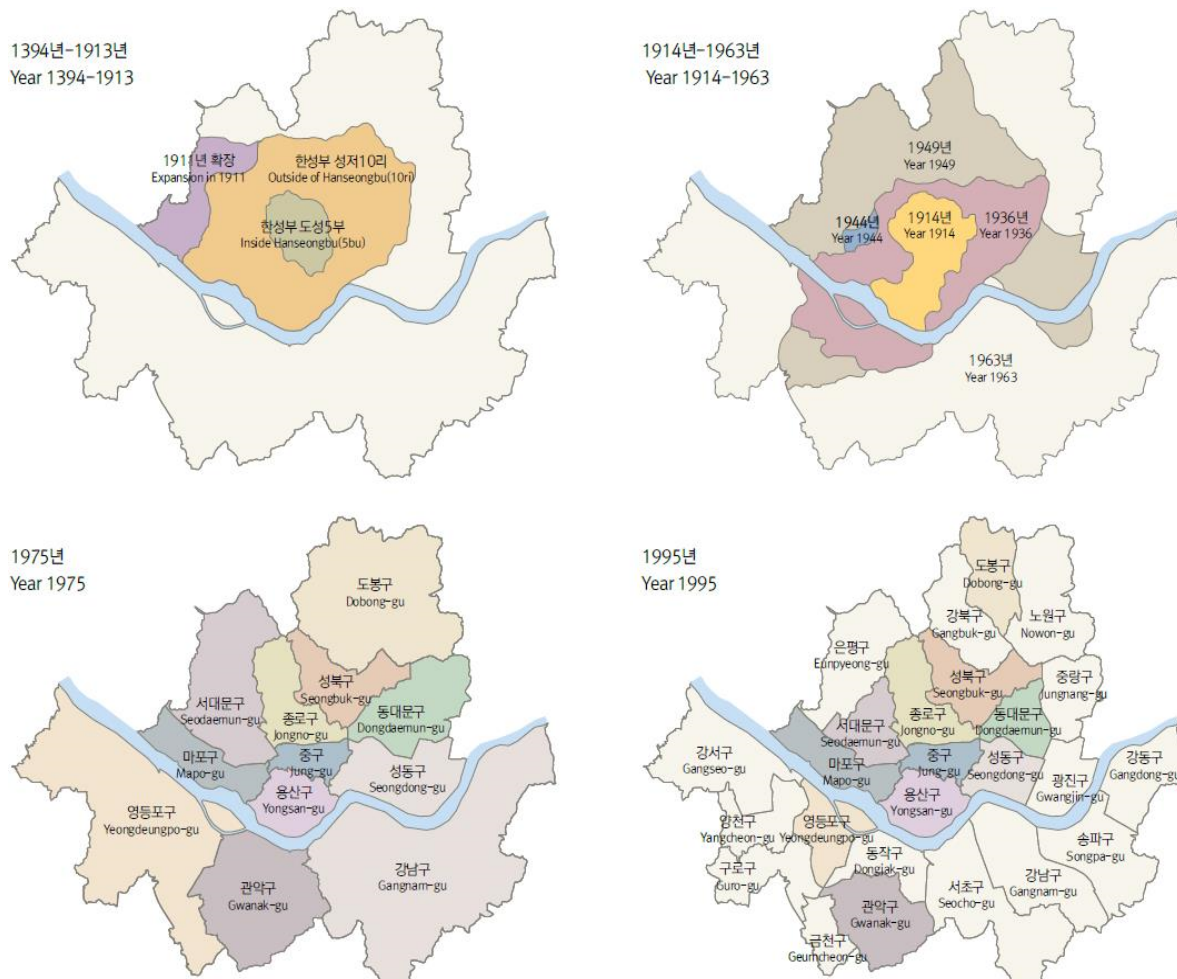 1394년-1913년
Year 1394-1913
1911년 확장
Expansion in 1911
한성부 성저10리
Outside of Hanseongbu(10ri)
한성부 도성5부
Inside Hanseongbu(5bu)
1914년-1963년
Year 1914-1963
1949년
Year 1949
1944년
Year 1944
1914년
Year 1914
1936년
Year 1936
1963년
Year 1963
1975년
Year 1975
도봉구
Dobong-gu
성북구
Seongbuk-gu
서대문구
Seodaemun-gu
종로구
Jongno-gu
동대문구
Dongdaemun-gu
마포구
Mapo-gu
중구
Jung-gu
성동구
Seongdong-gu
용산구
Yongsan-gu
영등포구
Yeongdeungpo-gu
관악구
Gwanak-gu
강남구
Gangnam-gu
1995년
Year 1995
도봉구
Dobong-gu
강북구
Gangbuk-gu
노원구
Nowon-gu
은평구
Eunpyeong-gu
성북구
Seongbuk-gu
중랑구
Jungnang-gu
서대문구
Seodaemun-gu
종로구
Jongno-gu
동대문구
Dongdaemun-gu
강서구
Gangseo-gu
마포구
Mapo-gu
중구
Jung-gu
성동구
Seongdong-gu
광진구
Gwangjin-gu
강동구
Gangdong-gu
용산구
Yongsan-gu
양천구
Yangcheon-gu
영등포구
Yeongdeungpo-gu
동작구
Dongjak-gu
송파구
Songpa-gu
구로구
Guro-gu
관악구
Gwanak-gu
서초구
Seocho-gu
강남구
Gangnam-gu
금천구
Geumcheon-gu